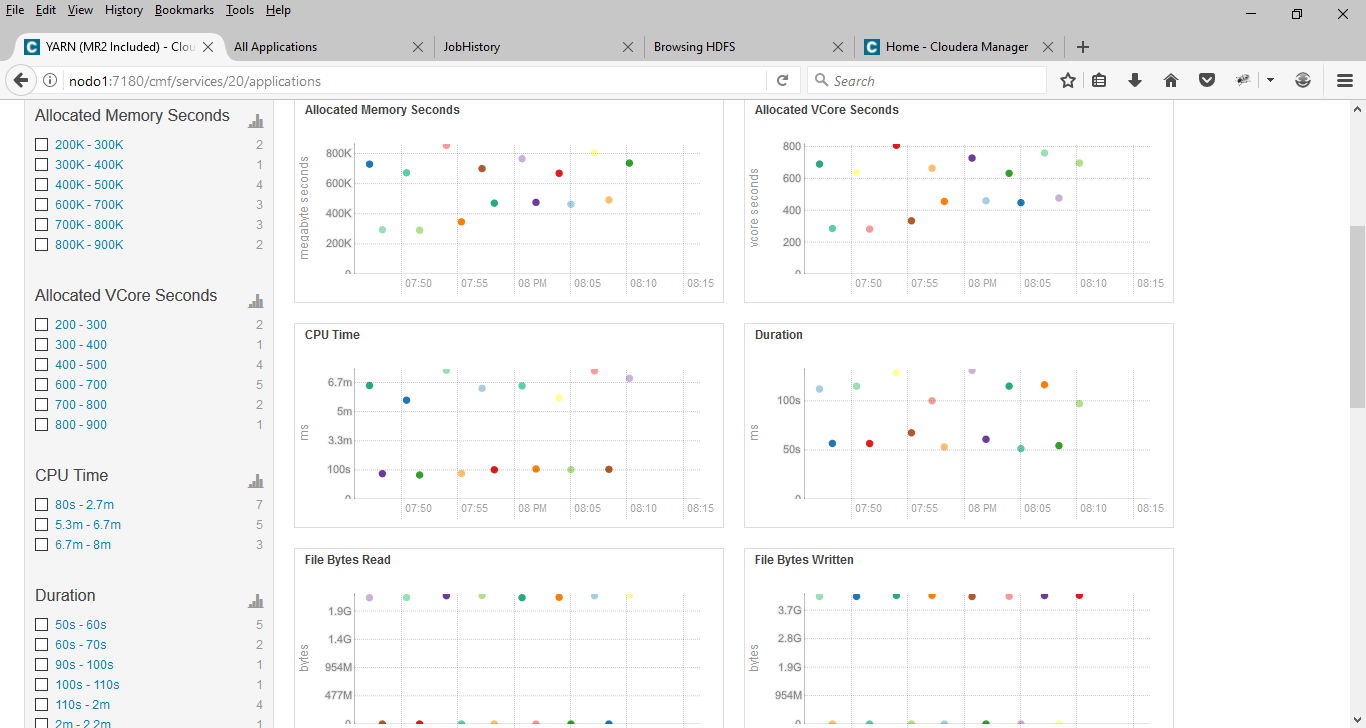 File Edit View History Bookmarks Tools Help
YARN (MR2 Included) - Clou
All Applications
JobHistory
Browsing HDFS
Home - Cloudera Manager
nodo1:7180/cmf/services/20/applications
Search
Allocated Memory Seconds
200K - 300K 2
300K - 400K 1
400K - 500K 4
600K - 700K 3
700K - 800K 3
800K - 900K 2
Allocated VCore Seconds
200 - 300 2
300 - 400 1
400 - 500 4
600 - 700 5
700 - 800 2
800 - 900 1
CPU Time
80s - 2.7m 7
5.3m - 6.7m 5
6.7m - 8m 3
Duration
50s - 60s 5
60s - 70s 2
90s - 100s 1
100s - 110s 1
110s - 2m 4
2m - 2.2m 1
Allocated Memory Seconds
megabyte seconds
800K
600K
400K
200K
0
07:50 07:55 08 PM 08:05 08:10 08:15
Allocated VCore Seconds
vcore seconds
800
600
400
200
0
07:50 07:55 08 PM 08:05 08:10 08:15
CPU Time
ms
6.7m
5m
3.3m
100s
0
07:50 07:55 08 PM 08:05 08:10 08:15
Duration
ms
100s
50s
0
07:50 07:55 08 PM 08:05 08:10 08:15
File Bytes Read
bytes
1.9G
1.4G
954M
477M
0
File Bytes Written
bytes
3.7G
2.8G
1.9G
954M
0